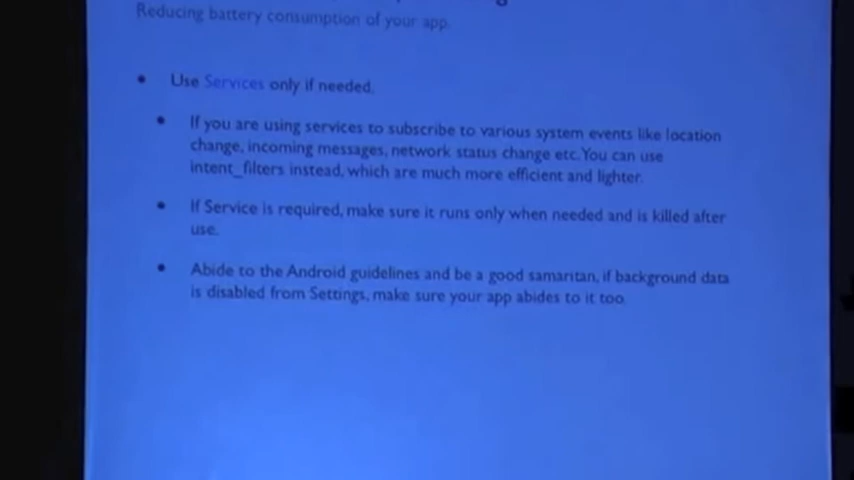 Reducing battery consumption of your app.
• Use Services only if needed.
• If you are using services to subscribe to various system events like location
change, incoming messages, network status change etc. You can use
intent_filters instead, which are much more efficient and lighter.
• If Service is required, make sure it runs only when needed and is killed after
use.
• Abide to the Android guidelines and be a good samaritan, if background data
is disabled from Settings, make sure your app abides to it too.